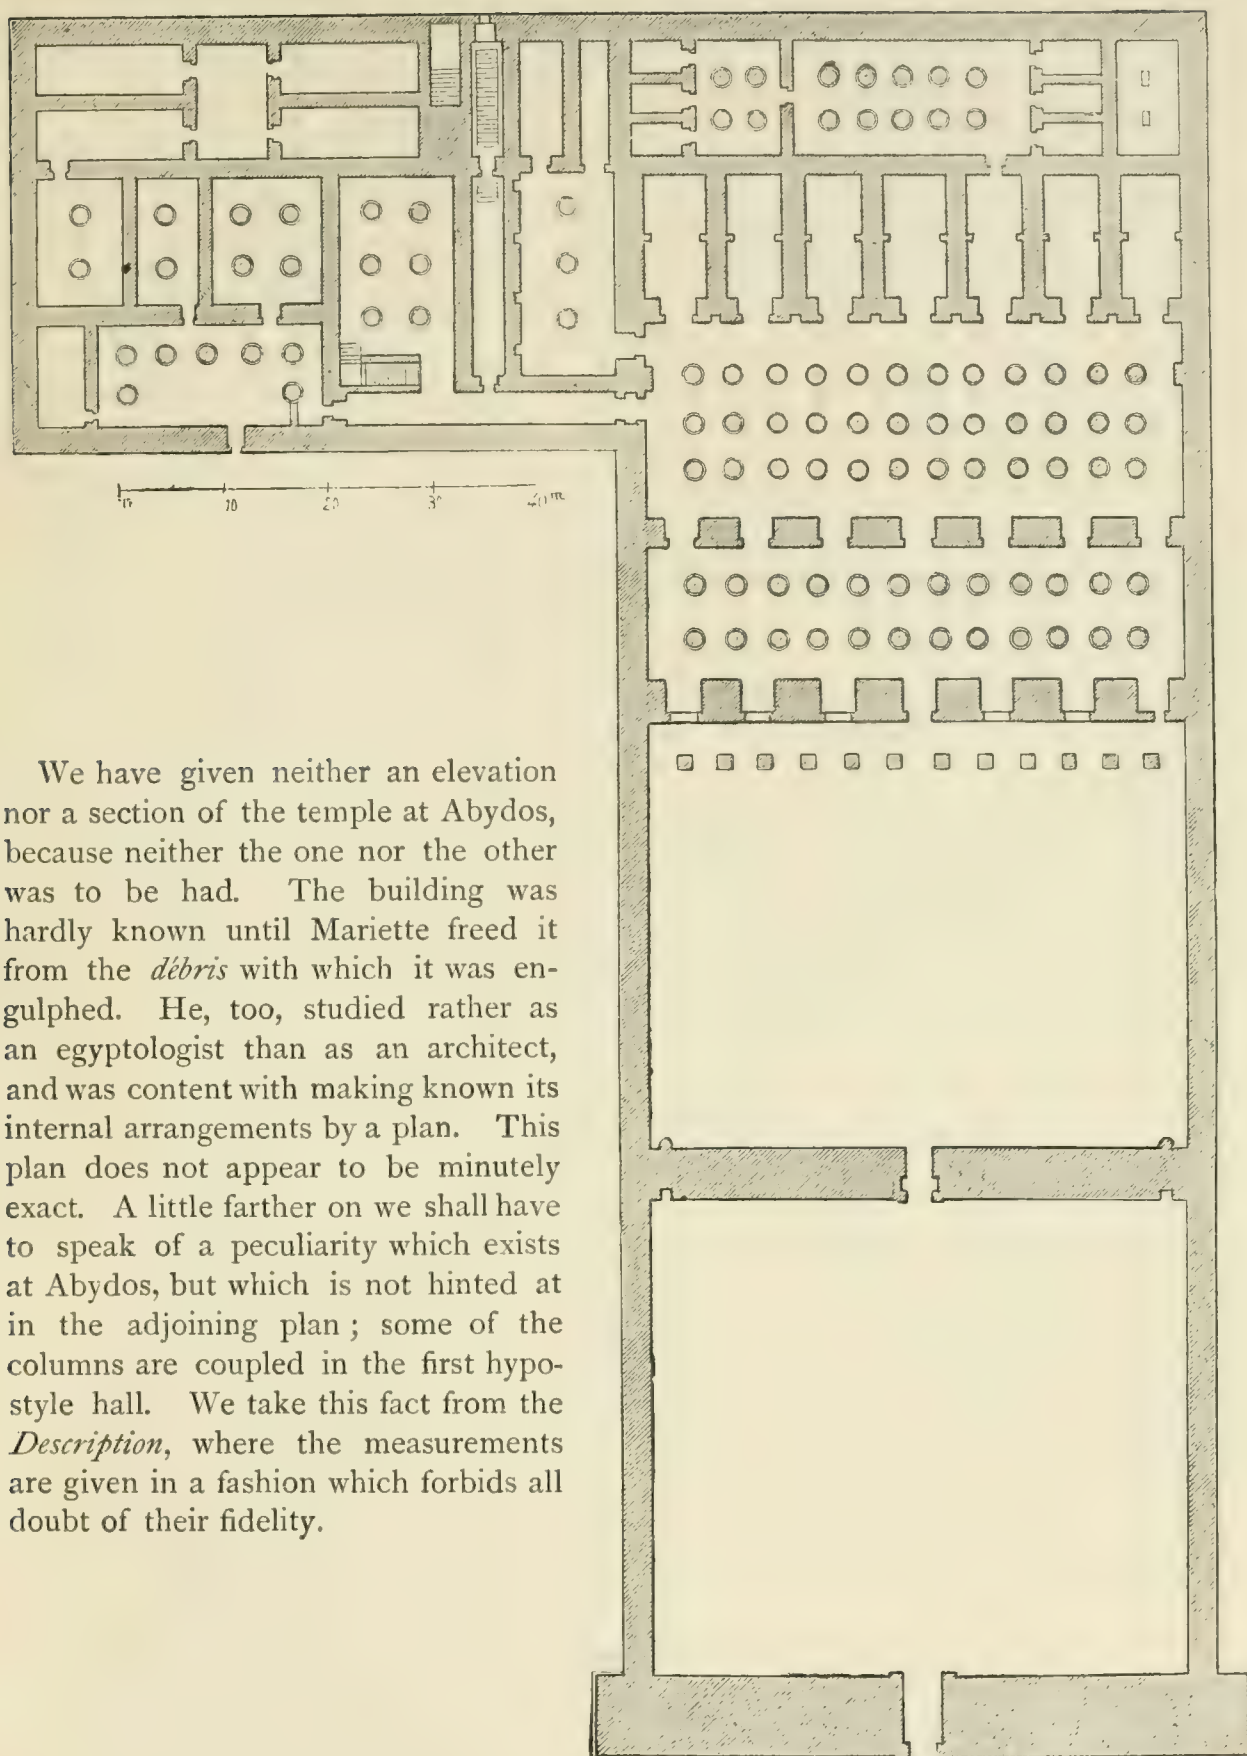 10 20 40m
We have given neither an elevation
nor a section of the temple at Abydos,
because neither the one nor the other
was to be had. The building was
hardly known until Mariette freed it
from the débris with which it was en-
gulphed. He, too, studied rather as
an egyptologist than as an architect,
and was content with making known its
internal arrangements by a plan. This
plan does not appear to be minutely
exact. A little farther on we shall have
to speak of a peculiarity which exists
at Abydos, but which is not hinted at
in the adjoining plan ; some of the
columns are coupled in the first hypo-
style hall. We take this fact from the
Description, where the measurements
are given in a fashion which forbids all
doubt of their fidelity.